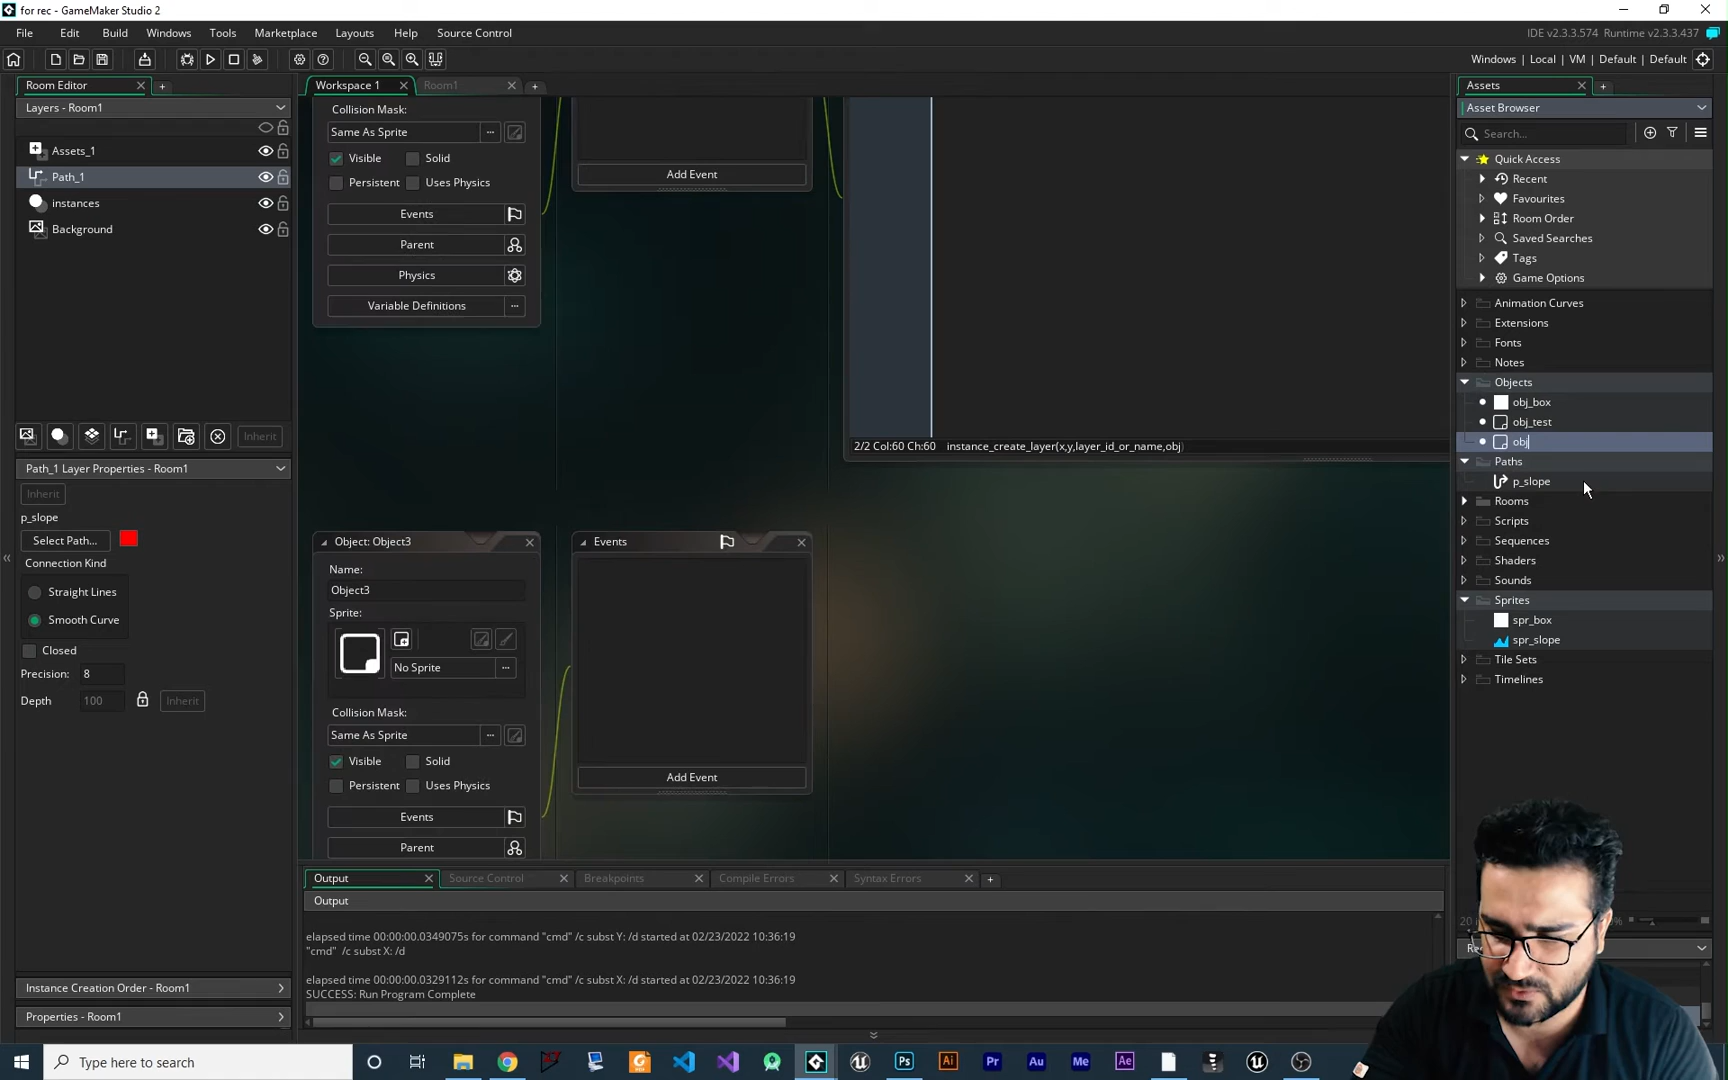 for rec - GameMaker Studio 2
File Edit Build Windows Tools Marketplace Layouts Help Source Control
IDE v2.3.3.574 Runtime v2.3.3.437
Windows | Local | VM | Default | Default
Room Editor
Layers - Room1
Assets_1
Path_1
instances
Background
Inherit
Path_1 Layer Properties - Room1
Inherit
p_slope
Select Path...
Connection Kind
Straight Lines
Smooth Curve
Closed
Precision: 8
Depth 100 Inherit
Instance Creation Order - Room1
Properties - Room1
Workspace 1 Room1
Collision Mask:
Same As Sprite
Visible Solid
Persistent Uses Physics
Events
Parent
Physics
Variable Definitions
Add Event
2/2 Col:60 Ch:60 instance_create_layer(x,y,layer_id_or_name,obj)
Object: Object3
Name:
Object3
Sprite:
No Sprite
Collision Mask:
Same As Sprite
Visible Solid
Persistent Uses Physics
Events
Parent
Events
Add Event
Output Source Control Breakpoints Compile Errors Syntax Errors
Output
elapsed time 00:00:00.0349075s for command "cmd" /c subst Y: /d started at 02/23/2022 10:36:19
"cmd" /c subst X: /d
elapsed time 00:00:00.0329112s for command "cmd" /c subst X: /d started at 02/23/2022 10:36:19
SUCCESS: Run Program Complete
Assets
Asset Browser
Search...
Quick Access
Recent
Favourites
Room Order
Saved Searches
Tags
Game Options
Animation Curves
Extensions
Fonts
Notes
Objects
obj_box
obj_test
obj
Paths
p_slope
Rooms
Scripts
Sequences
Shaders
Sounds
Sprites
spr_box
spr_slope
Tile Sets
Timelines
Type here to search
Ai Pr Au Me Ae
Ps